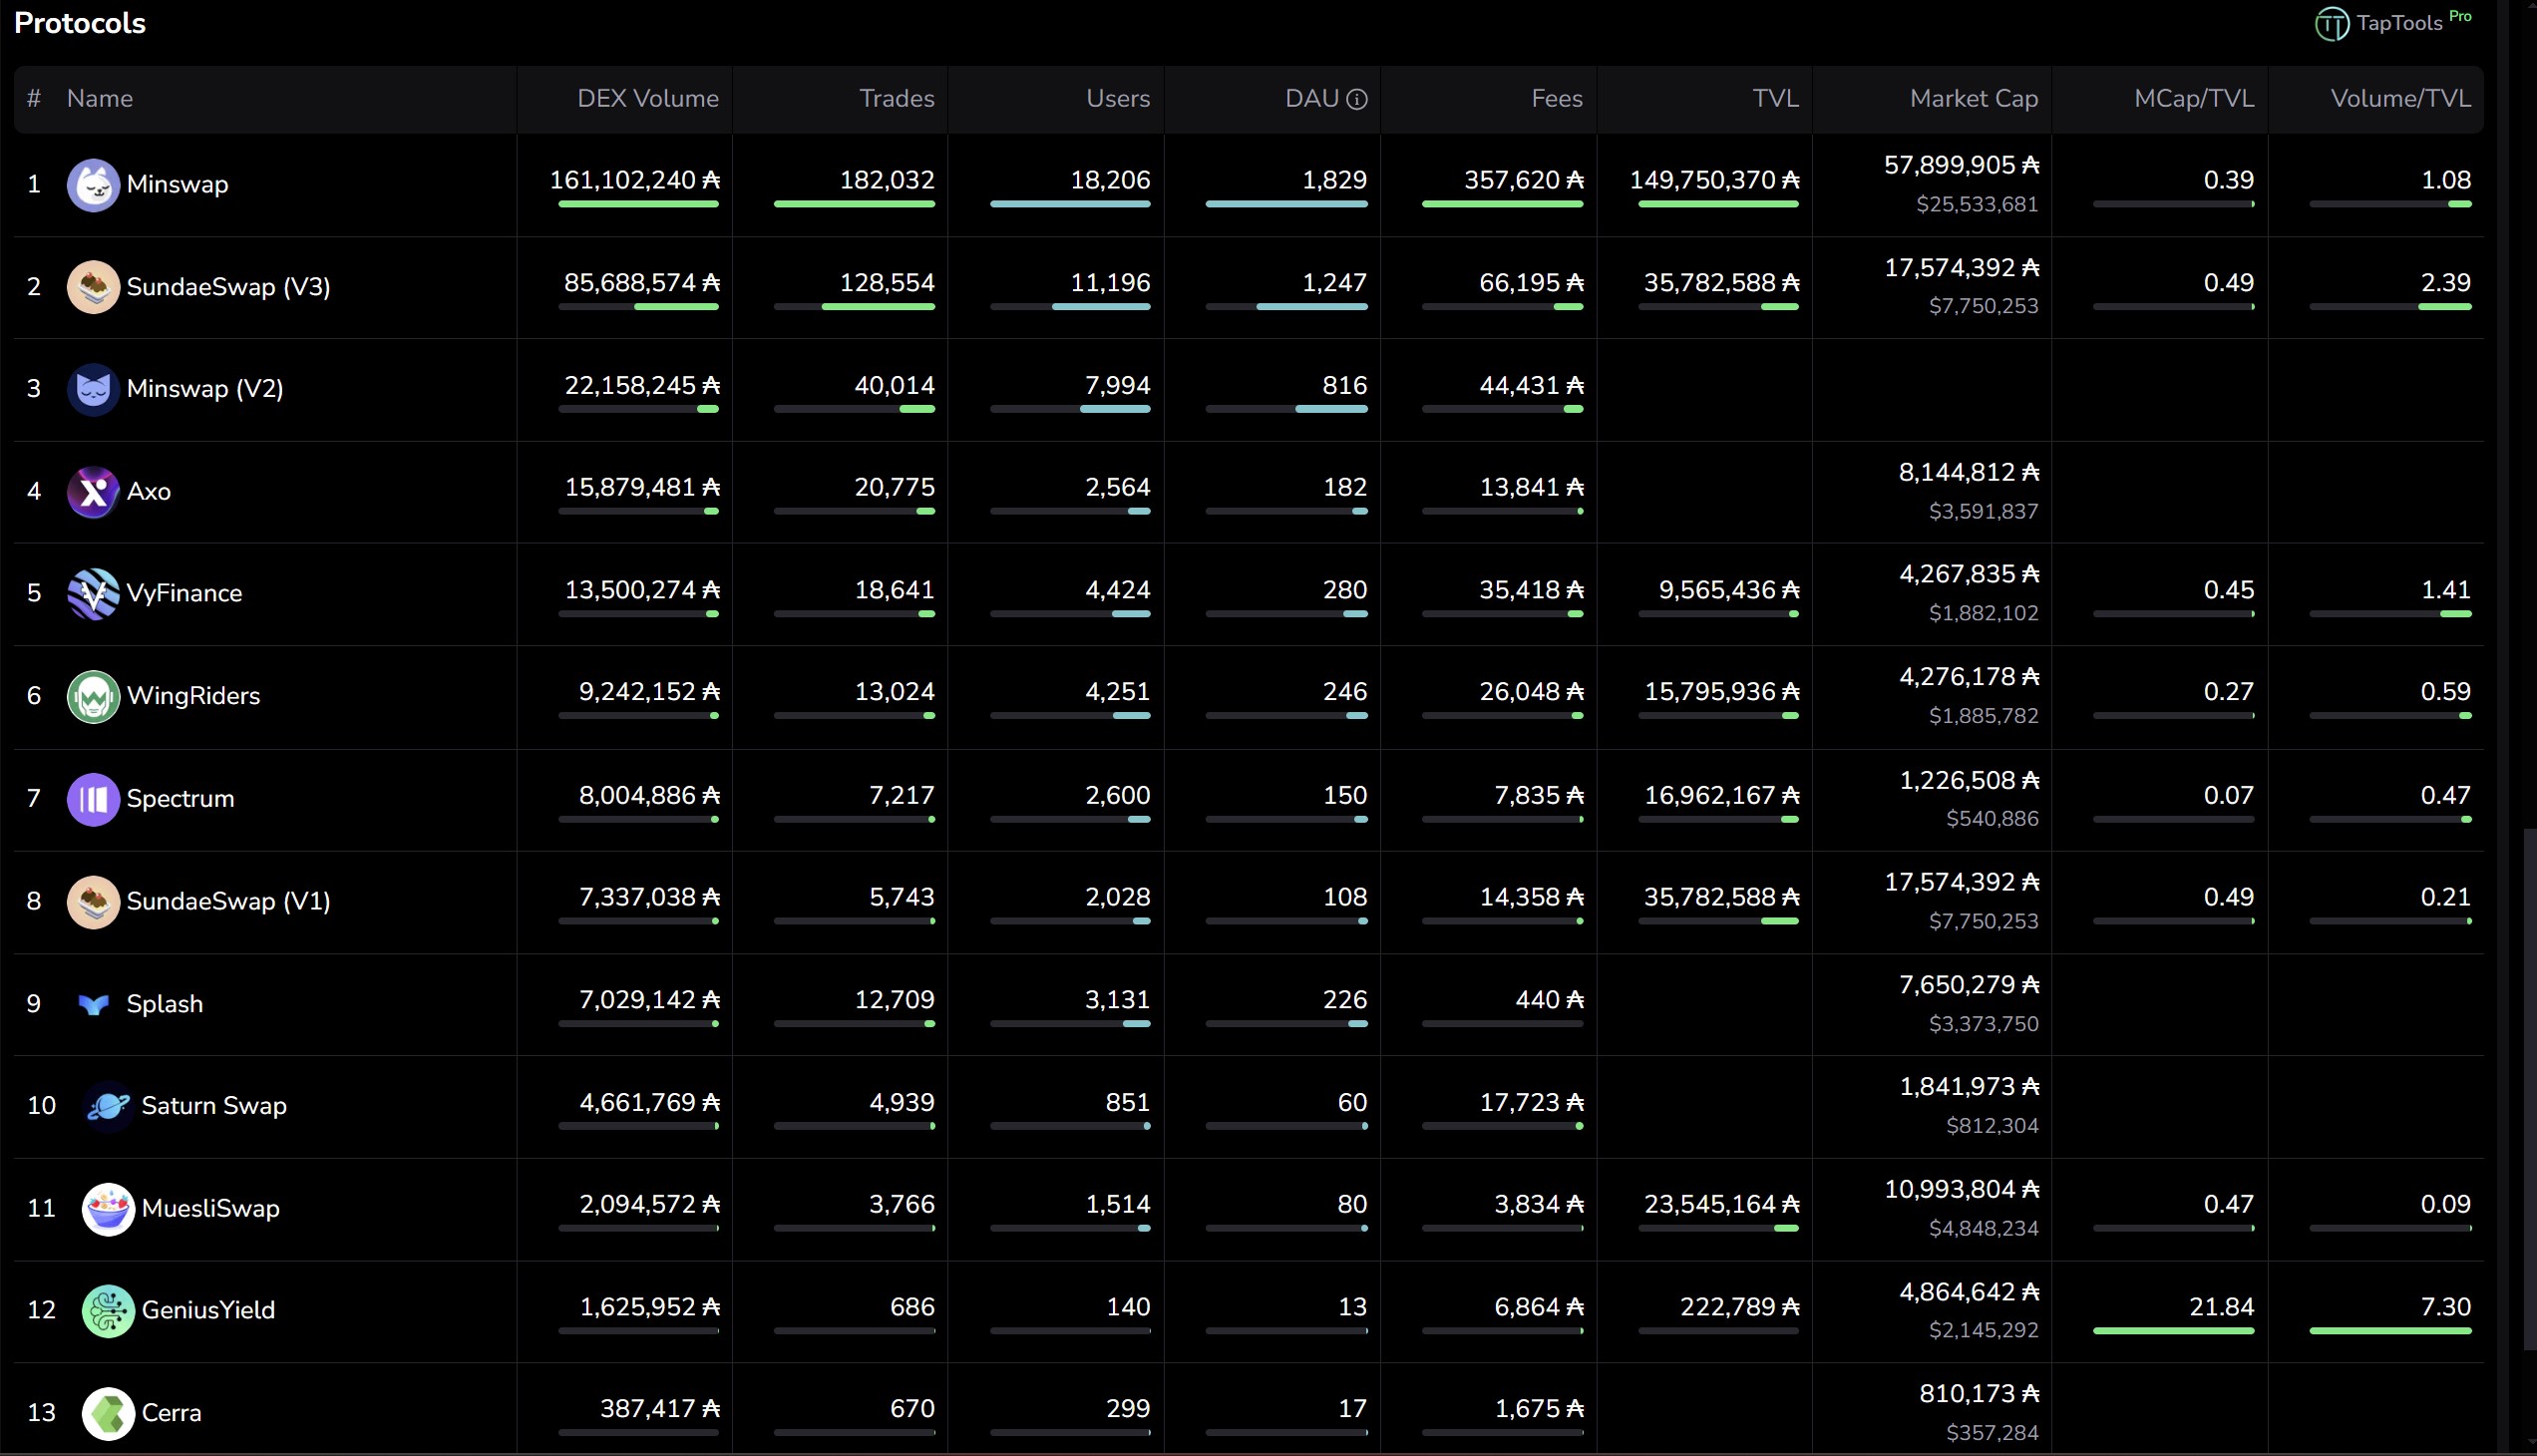 Protocols
TapTools Pro
# Name DEX Volume Trades Users DAU Fees TVL Market Cap MCap/TVL Volume/TVL
1 Minswap 161,102,240 ₳ 182,032 18,206 1,829 357,620 ₳ 149,750,370 ₳ 57,899,905 ₳ 0.39 1.08
$25,533,681
2 SundaeSwap (V3) 85,688,574 ₳ 128,554 11,196 1,247 66,195 ₳ 35,782,588 ₳ 17,574,392 ₳ 0.49 2.39
$7,750,253
3 Minswap (V2) 22,158,245 ₳ 40,014 7,994 816 44,431 ₳
4 Axo 15,879,481 ₳ 20,775 2,564 182 13,841 ₳ 8,144,812 ₳
$3,591,837
5 VyFinance 13,500,274 ₳ 18,641 4,424 280 35,418 ₳ 9,565,436 ₳ 4,267,835 ₳ 0.45 1.41
$1,882,102
6 WingRiders 9,242,152 ₳ 13,024 4,251 246 26,048 ₳ 15,795,936 ₳ 4,276,178 ₳ 0.27 0.59
$1,885,782
7 Spectrum 8,004,886 ₳ 7,217 2,600 150 7,835 ₳ 16,962,167 ₳ 1,226,508 ₳ 0.07 0.47
$540,886
8 SundaeSwap (V1) 7,337,038 ₳ 5,743 2,028 108 14,358 ₳ 35,782,588 ₳ 17,574,392 ₳ 0.49 0.21
$7,750,253
9 Splash 7,029,142 ₳ 12,709 3,131 226 440 ₳ 7,650,279 ₳
$3,373,750
10 Saturn Swap 4,661,769 ₳ 4,939 851 60 17,723 ₳ 1,841,973 ₳
$812,304
11 MuesliSwap 2,094,572 ₳ 3,766 1,514 80 3,834 ₳ 23,545,164 ₳ 10,993,804 ₳ 0.47 0.09
$4,848,234
12 GeniusYield 1,625,952 ₳ 686 140 13 6,864 ₳ 222,789 ₳ 4,864,642 ₳ 21.84 7.30
$2,145,292
13 Cerra 387,417 ₳ 670 299 17 1,675 ₳ 810,173 ₳
$357,284